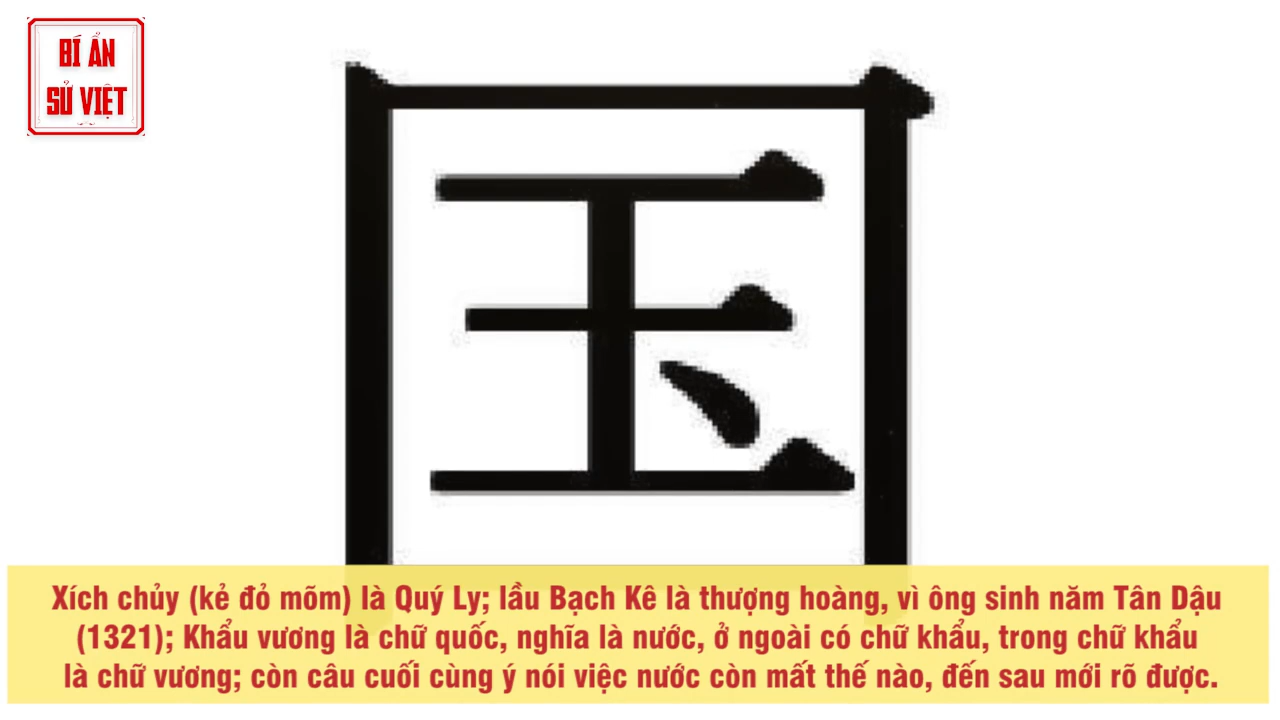 BÍ ẨN
SỬ VIỆT
国
Xích chủy (kẻ đỏ mõm) là Quý Ly; lầu Bạch Kê là thượng hoàng, vì ông sinh năm Tân Dậu
(1321); Khẩu vương là chữ quốc, nghĩa là nước, ở ngoài có chữ khẩu, trong chữ khẩu
là chữ vương; còn câu cuối cùng ý nói việc nước còn mất thế nào, đến sau mới rõ được.